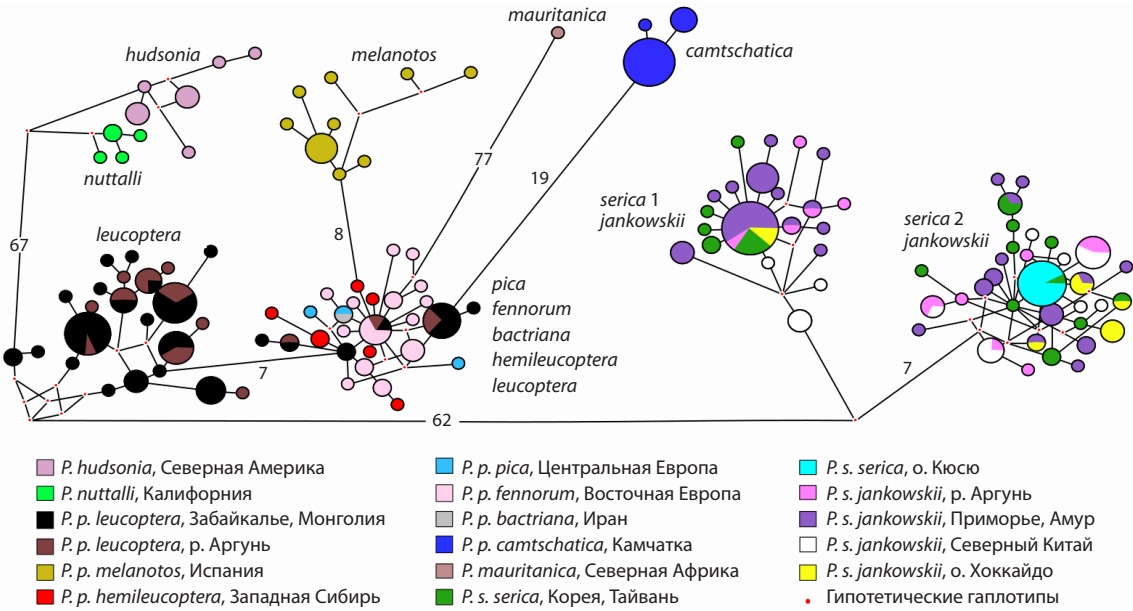 mauritanica
hudsonia
melanotos
camtschatica
77
19
nuttalli
serica 1
jankowskii
serica 2
jankowskii
67
leucoptera
8
pica
fennorum
bactriana
hemileucoptera
leucoptera
7
7
62
P. hudsonia, Северная Америка
P. nuttalli, Калифорния
P. p. leucoptera, Забайкалье, Монголия
P. p. leucoptera, р. Аргунь
P. p. melanotos, Испания
P. p. hemileucoptera, Западная Сибирь
P. p. pica, Центральная Европа
P. p. fennorum, Восточная Европа
P. p. bactriana, Иран
P. p. camtschatica, Камчатка
P. mauritanica, Северная Африка
P. s. serica, Корея, Тайвань
P. s. serica, о. Кюсю
P. s. jankowskii, р. Аргунь
P. s. jankowskii, Приморье, Амур
P. s. jankowskii, Северный Китай
P. s. jankowskii, о. Хоккайдо
Гипотетические гаплотипы